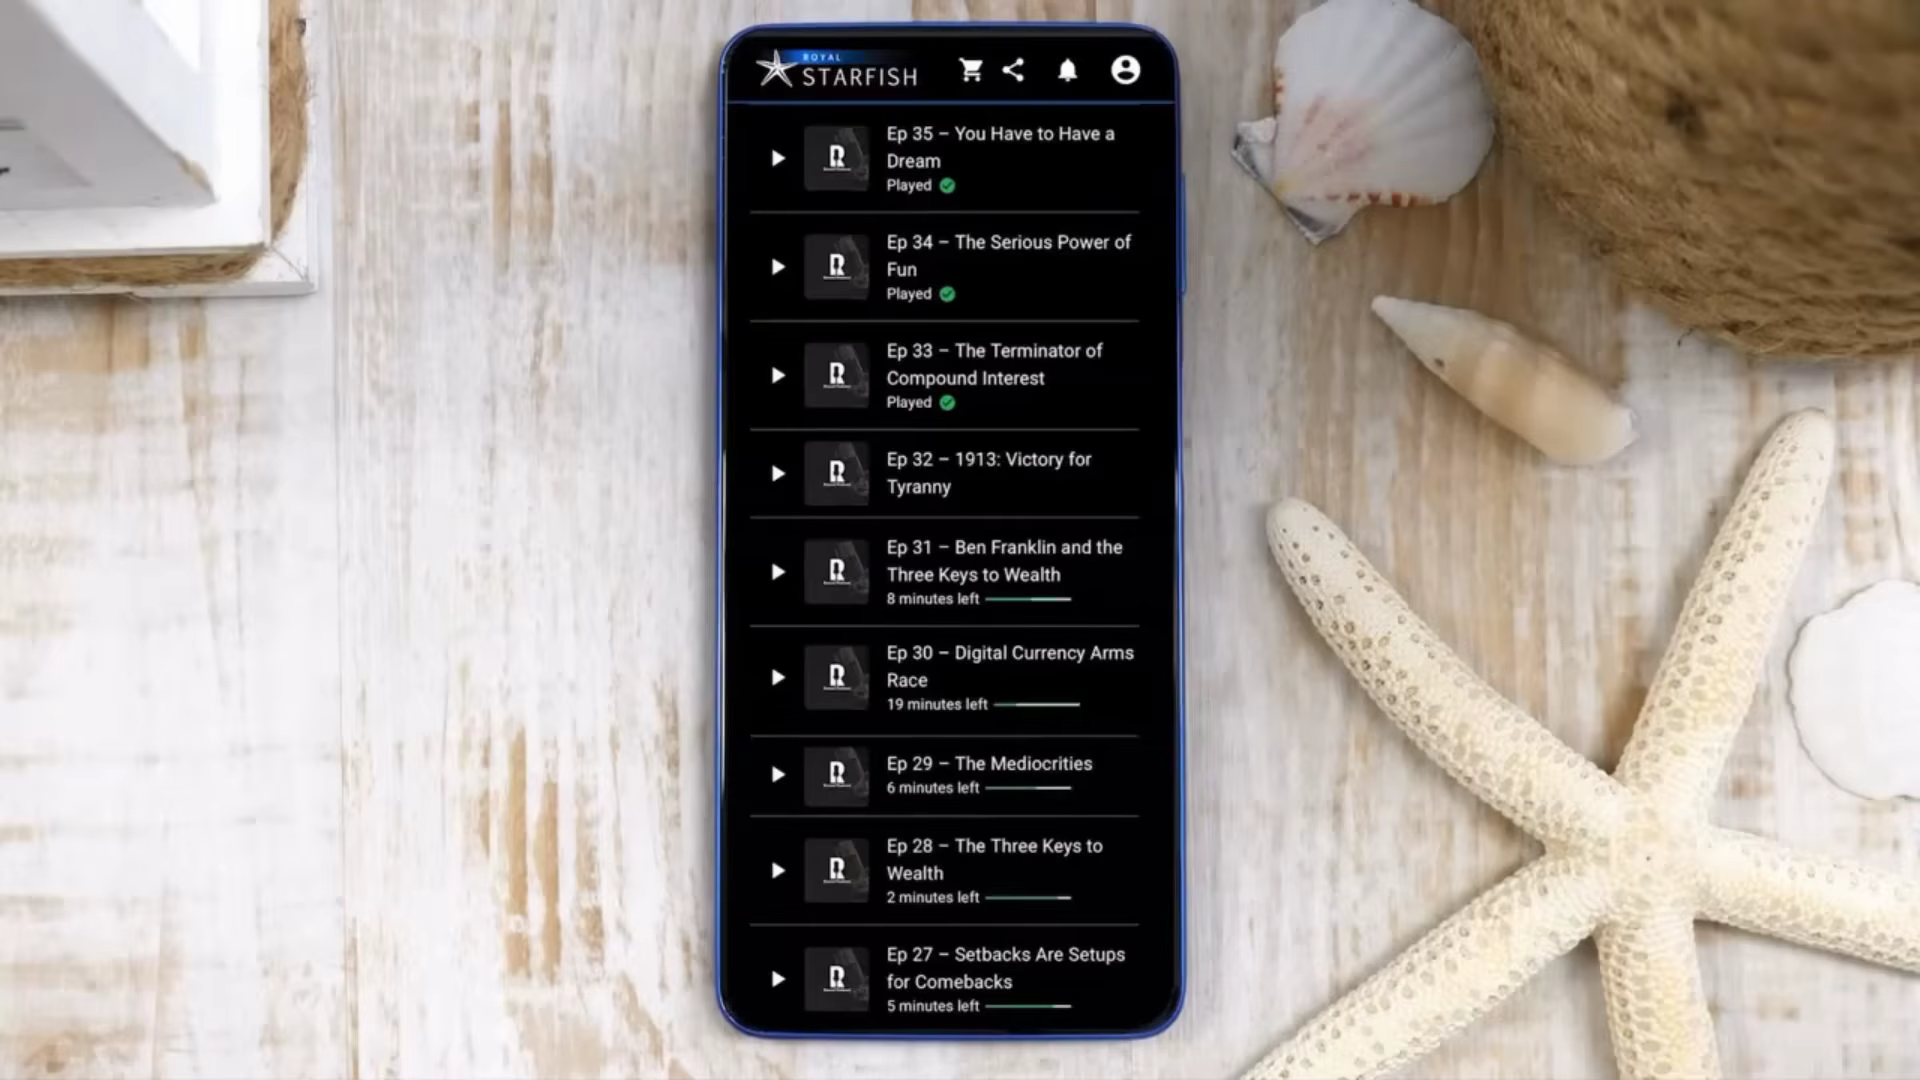 ROYAL
STARFISH
Ep 35 – You Have to Have a
Dream
Played
Ep 34 – The Serious Power of
Fun
Played
Ep 33 – The Terminator of
Compound Interest
Played
Ep 32 – 1913: Victory for
Tyranny
Ep 31 – Ben Franklin and the
Three Keys to Wealth
8 minutes left
Ep 30 – Digital Currency Arms
Race
19 minutes left
Ep 29 – The Mediocrities
6 minutes left
Ep 28 – The Three Keys to
Wealth
2 minutes left
Ep 27 – Setbacks Are Setups
for Comebacks
5 minutes left